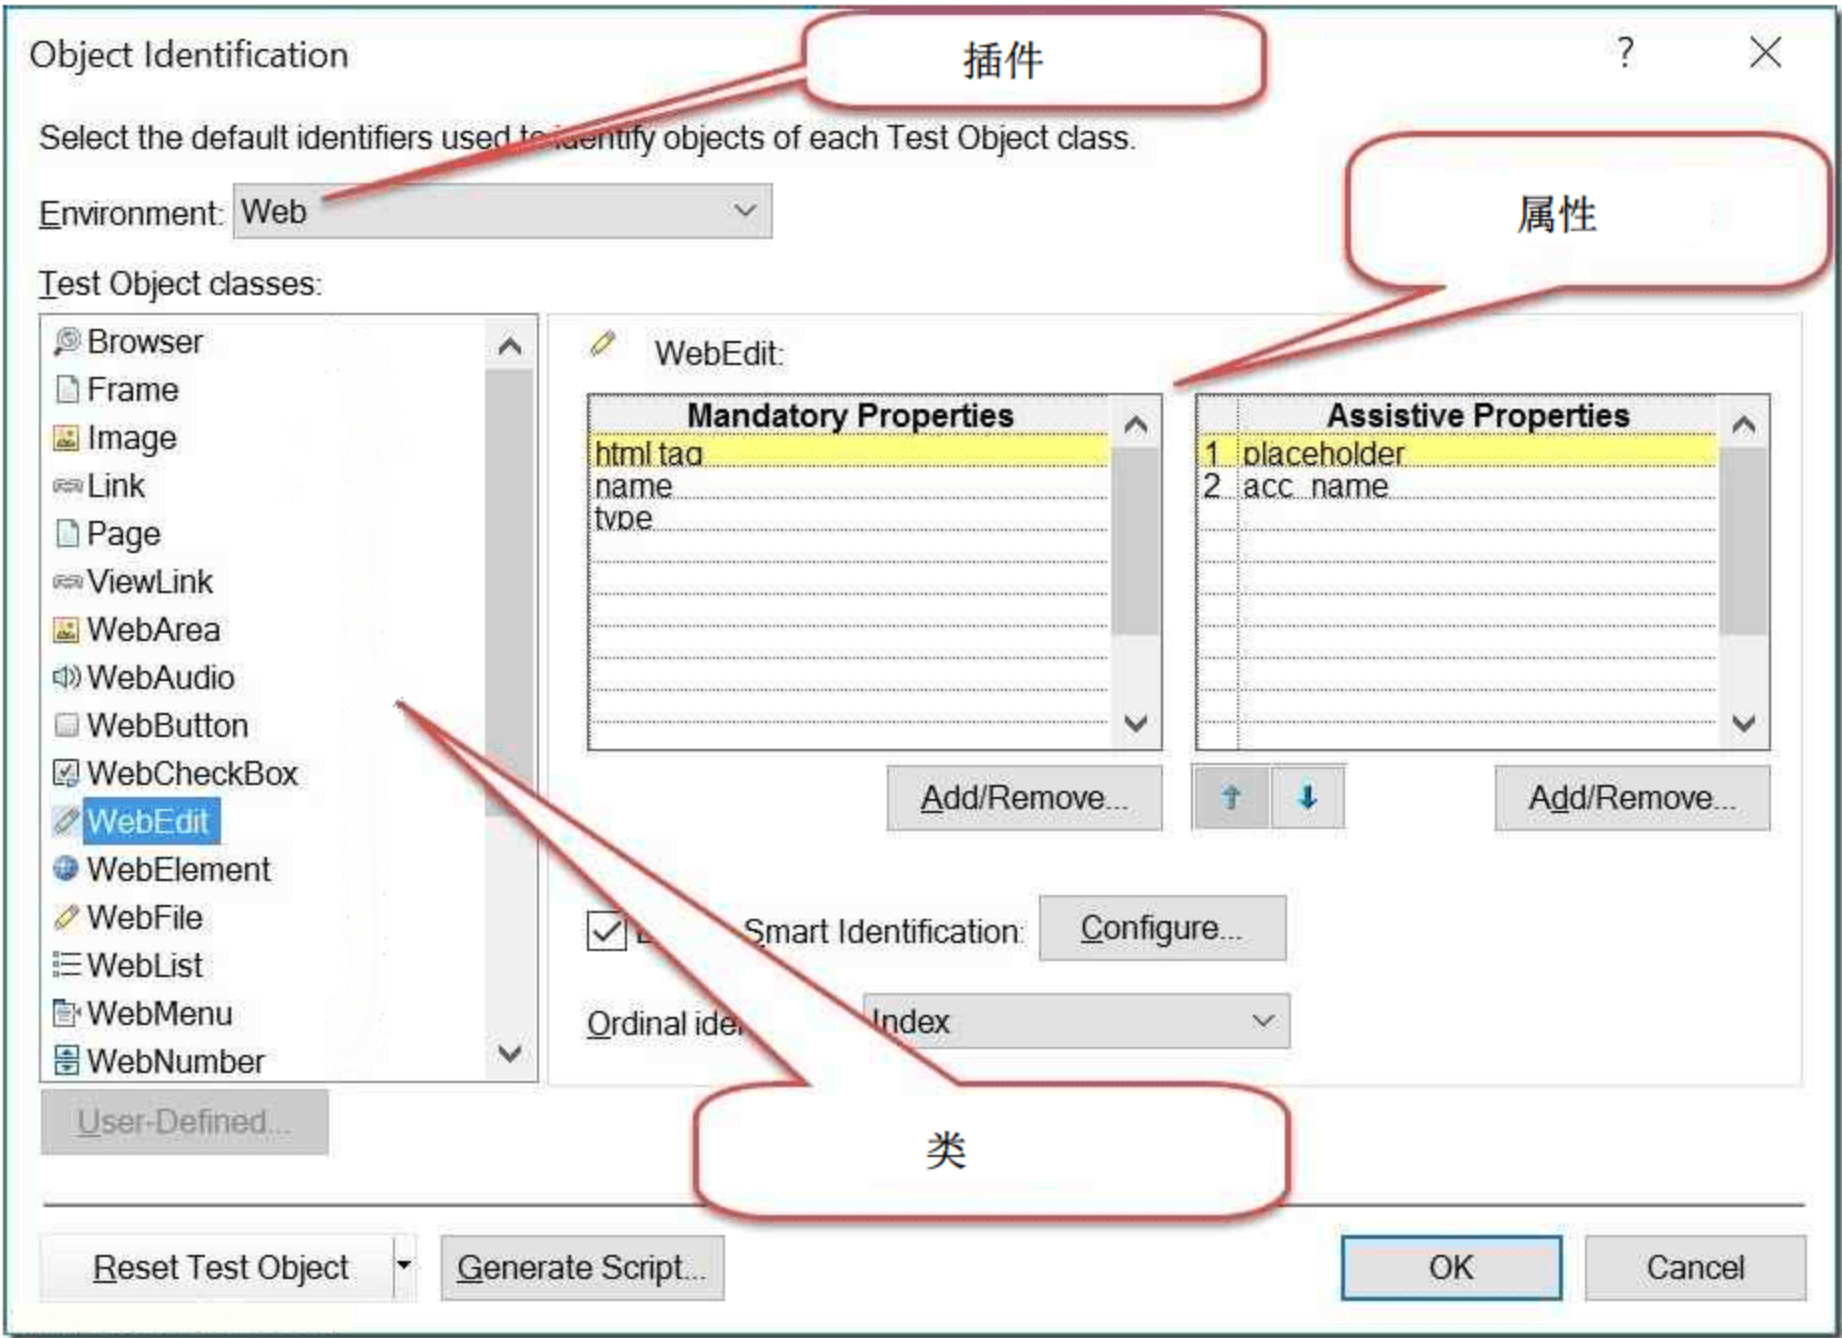 Object Identification
插件
?
Select the default identifiers used to identify objects of each Test Object class.
属性
Environment: Web
Test Object classes:
Browser
Frame
Image
Link
Page
ViewLink
WebArea
WebAudio
WebButton
WebCheckBox
WebEdit
WebElement
WebFile
WebList
WebMenu
WebNumber
User-Defined...
WebEdit:
Mandatory Properties
html tag
name
type
Add/Remove...
Assistive Properties
1 placeholder
2 acc_name
Add/Remove...
Smart Identification: Configure...
Ordinal Index
类
Reset Test Object
Generate Script...
OK
Cancel